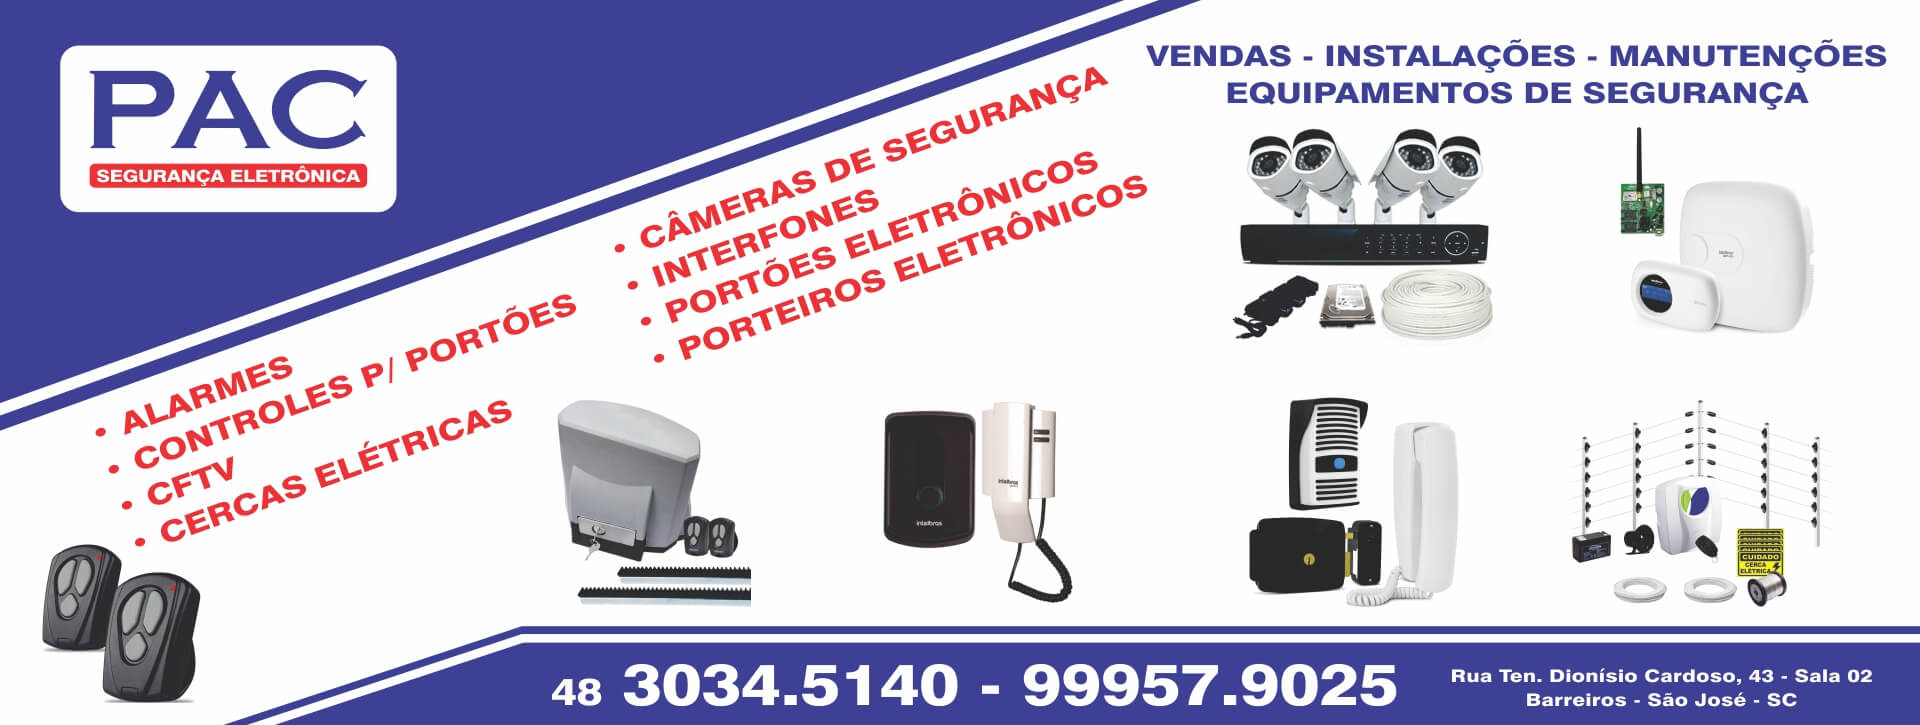 PAC
SEGURANÇA ELETRÔNICA
VENDAS - INSTALAÇÕES - MANUTENÇÕES
EQUIPAMENTOS DE SEGURANÇA
• CÂMERAS DE SEGURANÇA
• INTERFONES
• PORTÕES ELETRÔNICOS
• PORTEIROS ELETRÔNICOS
• ALARMES
• CONTROLES P/ PORTÕES
• CFTV
• CERCAS ELÉTRICAS
intelbras
intelbras
CUIDADO
CERCA
ELÉTRICA
48 3034.5140 - 99957.9025
Rua Ten. Dionísio Cardoso, 43 - Sala 02
Barreiros - São José - SC